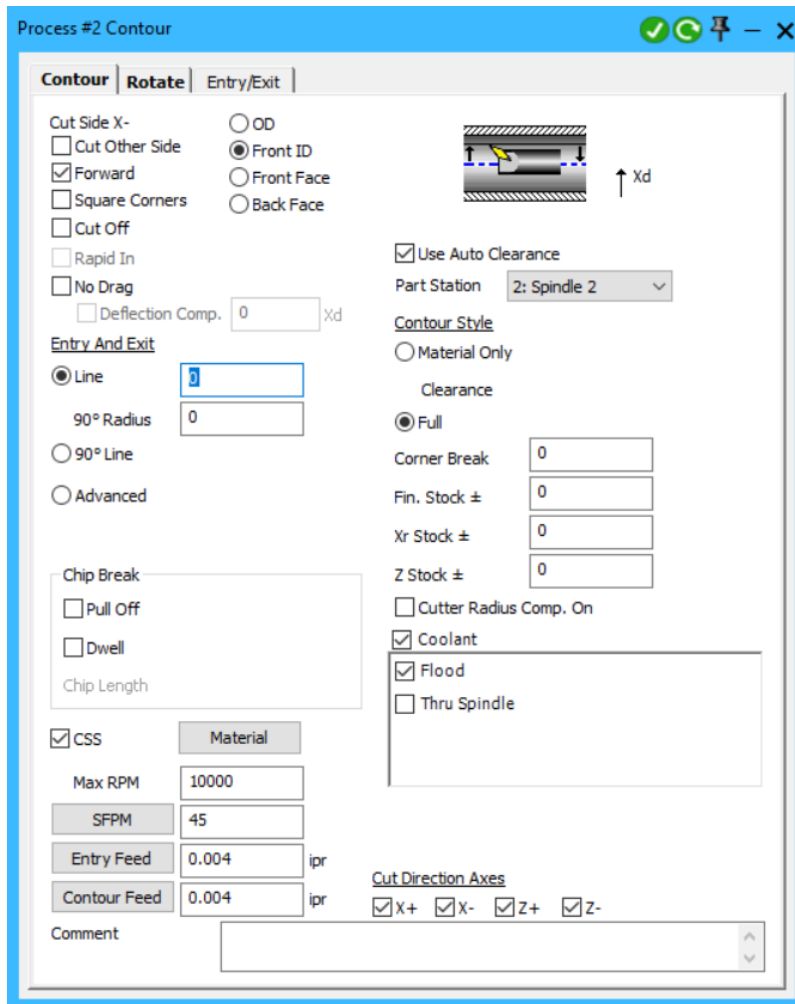 Process #2 Contour
Contour Rotate Entry/Exit
Cut Side X-
Cut Other Side
Forward
Square Corners
Cut Off
Rapid In
No Drag
Deflection Comp. 0 Xd
OD
Front ID
Front Face
Back Face
Xd
Use Auto Clearance
Part Station 2: Spindle 2
Contour Style
Material Only
Clearance
Full
Corner Break 0
Fin. Stock ± 0
Xr Stock ± 0
Z Stock ± 0
Cutter Radius Comp. On
Coolant
Flood
Thru Spindle
Entry And Exit
Line 0
90° Radius 0
90° Line
Advanced
Chip Break
Pull Off
Dwell
Chip Length
CSS Material
Max RPM 10000
SFPM 45
Entry Feed 0.004 ipr
Contour Feed 0.004 ipr
Cut Direction Axes
X+ X- Z+ Z-
Comment